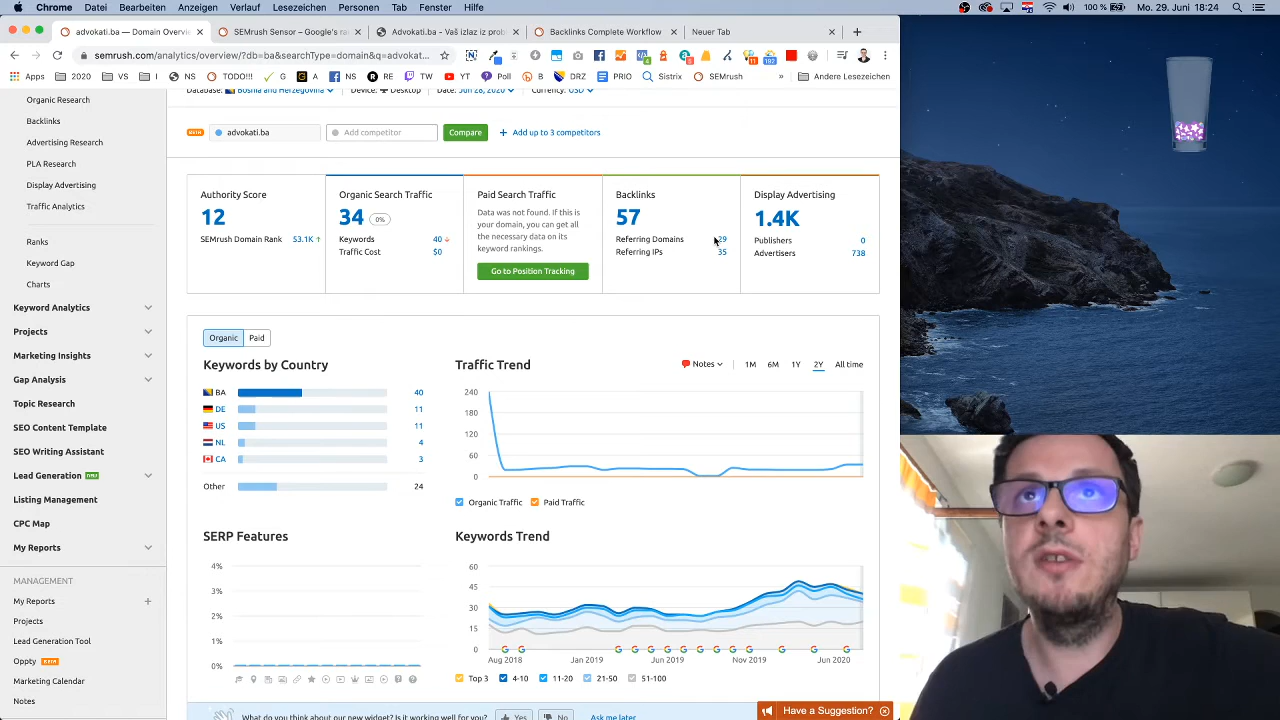 Chrome Datei Bearbeiten Anzeigen Verlauf Lesezeichen Personen Tab Fenster Hilfe
100 % Mo. 29. Juni 18:24
advokati.ba — Domain Overvi
SEMrush Sensor – Google's ra
Advokati.ba - Vaš izlaz iz prob
Backlinks Complete Workflow
Neuer Tab
semrush.com/analytics/overview/?db=ba&searchType=domain&q=advokat...
Apps 2020 VS I NS TODO!!! G A NS RE TW YT Poll B DRZ PRIO Sistrix SEMrush » Andere Lesezeichen
Database: Bosnia and Herzegovina Device: Desktop Date: Jun 28, 2020 Currency: USD
BETA advokati.ba Add competitor Compare + Add up to 3 competitors
Organic Research
Backlinks
Advertising Research
PLA Research
Display Advertising
Traffic Analytics
Ranks
Keyword Gap
Charts
Keyword Analytics
Projects
Marketing Insights
Gap Analysis
Topic Research
SEO Content Template
SEO Writing Assistant
Lead Generation NEW
Listing Management
CPC Map
My Reports
MANAGEMENT
My Reports +
Projects
Lead Generation Tool
Oppty BETA
Marketing Calendar
Notes
Authority Score
12
SEMrush Domain Rank 53.1K ↑
Organic Search Traffic
34 0%
Keywords 40 ↓
Traffic Cost $0
Paid Search Traffic
Data was not found. If this is
your domain, you can get all
the necessary data on its
keyword rankings.
Go to Position Tracking
Backlinks
57
Referring Domains 29
Referring IPs 35
Display Advertising
1.4K
Publishers 0
Advertisers 738
Organic Paid
Keywords by Country
BA 40
DE 11
US 11
NL 4
CA 3
Other 24
Traffic Trend
Notes 1M 6M 1Y 2Y All time
240
180
120
60
0
Organic Traffic Paid Traffic
SERP Features
4%
3%
2%
1%
0%
Keywords Trend
60
45
30
15
0
Aug 2018 Jan 2019 Jun 2019 Nov 2019 Jun 2020
Top 3 4-10 11-20 21-50 51-100
What do you think about our new widget? Is it working well for you? Yes No Ask me later
Have a Suggestion?